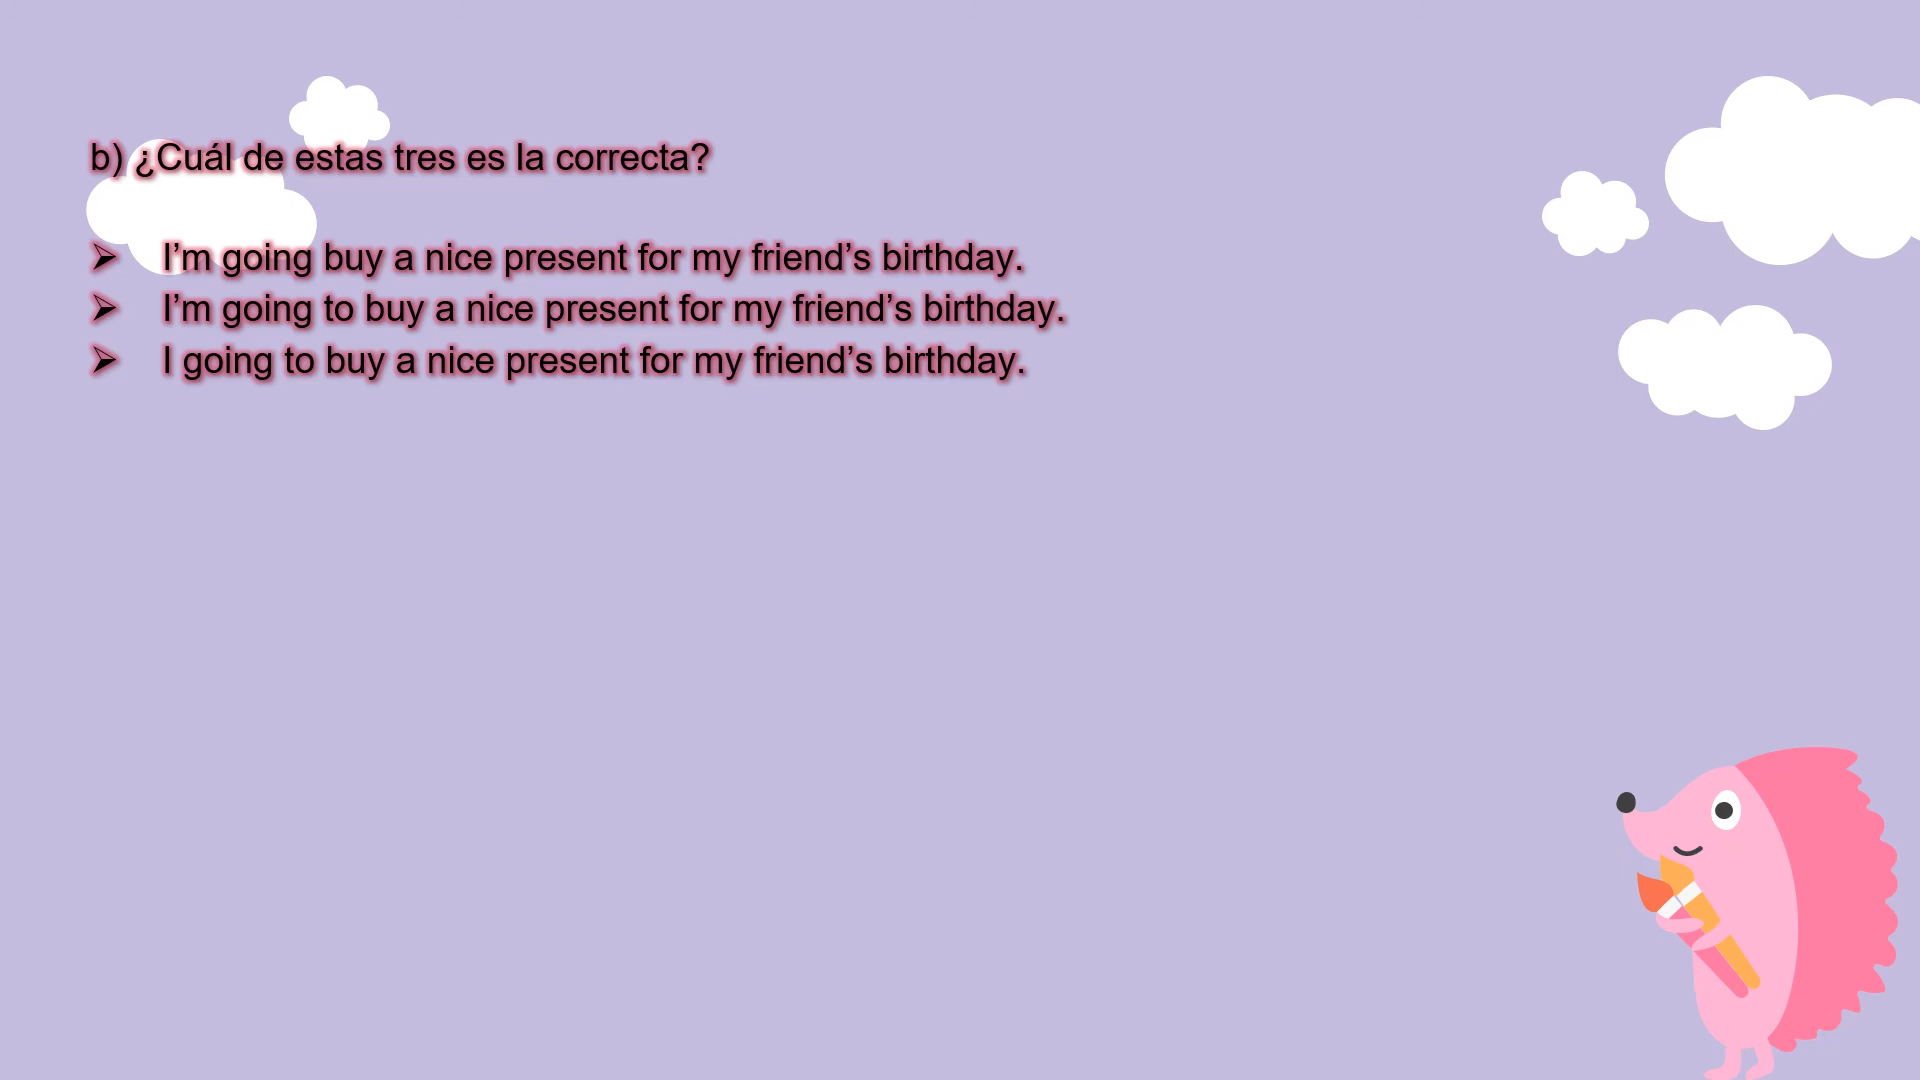 b) ¿Cuál de estas tres es la correcta?
➢ I’m going buy a nice present for my friend’s birthday.
➢ I’m going to buy a nice present for my friend’s birthday.
➢ I going to buy a nice present for my friend’s birthday.